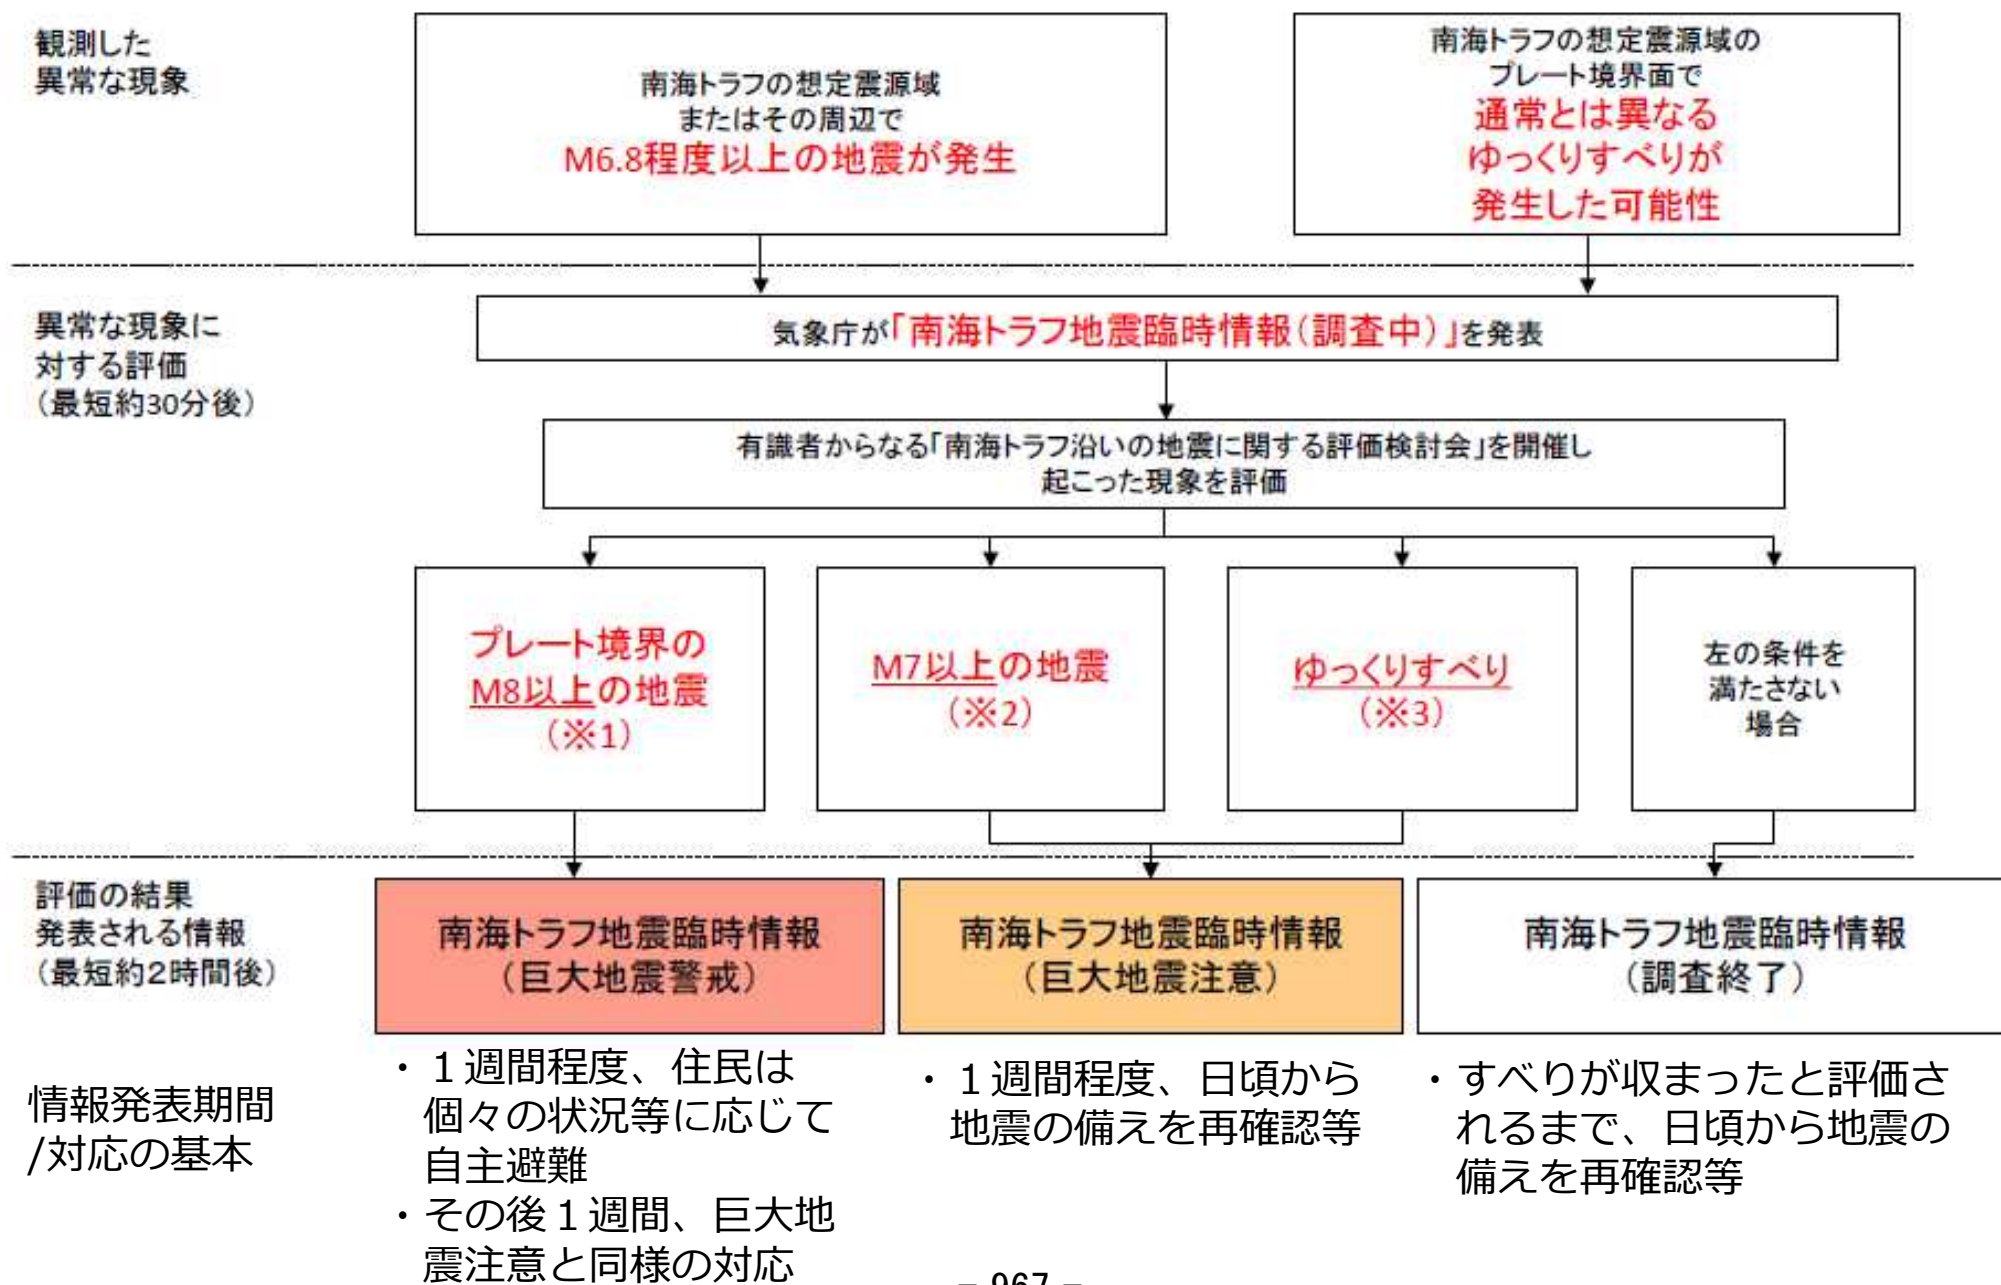 観測した
異常な現象
南海トラフの想定震源域
またはその周辺で
M6.8程度以上の地震が発生
南海トラフの想定震源域の
プレート境界面で
通常とは異なる
ゆっくりすべりが
発生した可能性
異常な現象に
対する評価
（最短約30分後）
気象庁が「南海トラフ地震臨時情報（調査中）」を発表
有識者からなる「南海トラフ沿いの地震に関する評価検討会」を開催し
起こった現象を評価
プレート境界の
M8以上の地震
（※1）
M7以上の地震
（※2）
ゆっくりすべり
（※3）
左の条件を
満たさない
場合
評価の結果
発表される情報
（最短約2時間後）
南海トラフ地震臨時情報
（巨大地震警戒）
南海トラフ地震臨時情報
（巨大地震注意）
南海トラフ地震臨時情報
（調査終了）
情報発表期間
/対応の基本
・１週間程度、住民は
個々の状況等に応じて
自主避難
・その後１週間、巨大地
震注意と同様の対応
・１週間程度、日頃から
地震の備えを再確認等
・すべりが収まったと評価さ
れるまで、日頃から地震の
備えを再確認等
- 967 -